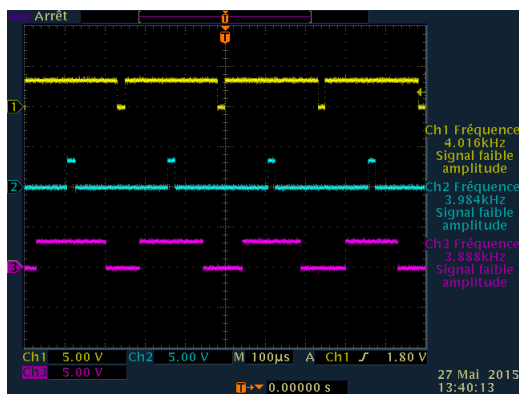 Arrêt
T
T
1
2
3
Ch1 Fréquence
4.016kHz
Signal faible
amplitude
Ch2 Fréquence
3.984kHz
Signal faible
amplitude
Ch3 Fréquence
3.888kHz
Signal faible
amplitude
Ch1 5.00 V Ch2 5.00 V M 100µs A Ch1 1.80 V
Ch3 5.00 V
T 0.00000 s
27 Mai 2015
13:40:13